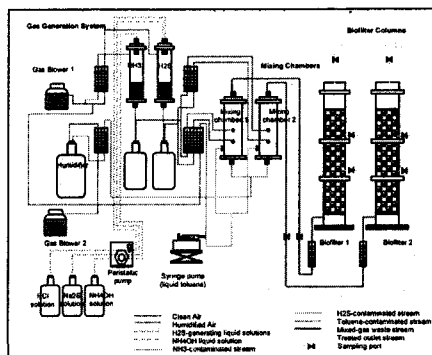 Gas Generation System
Biofilter Columns
Gas Blower 1
NH3
H2S
Mixing Chambers
Mixing chamber 1
Mixing chamber 2
Humidifier
Gas Blower 2
Peristaltic pump
Syringe pump
(liquid toluene)
Biofilter 1
Biofilter 2
solution
Na2S solution
NH4OH solution
Clean Air
Humidified Air
H2S-generating liquid solutions
NH4OH liquid solution
NH3-contaminated stream
H2S-contaminated stream
Toluene-contaminated stream
Mixed-gas waste stream
Treated outlet stream
Sampling port